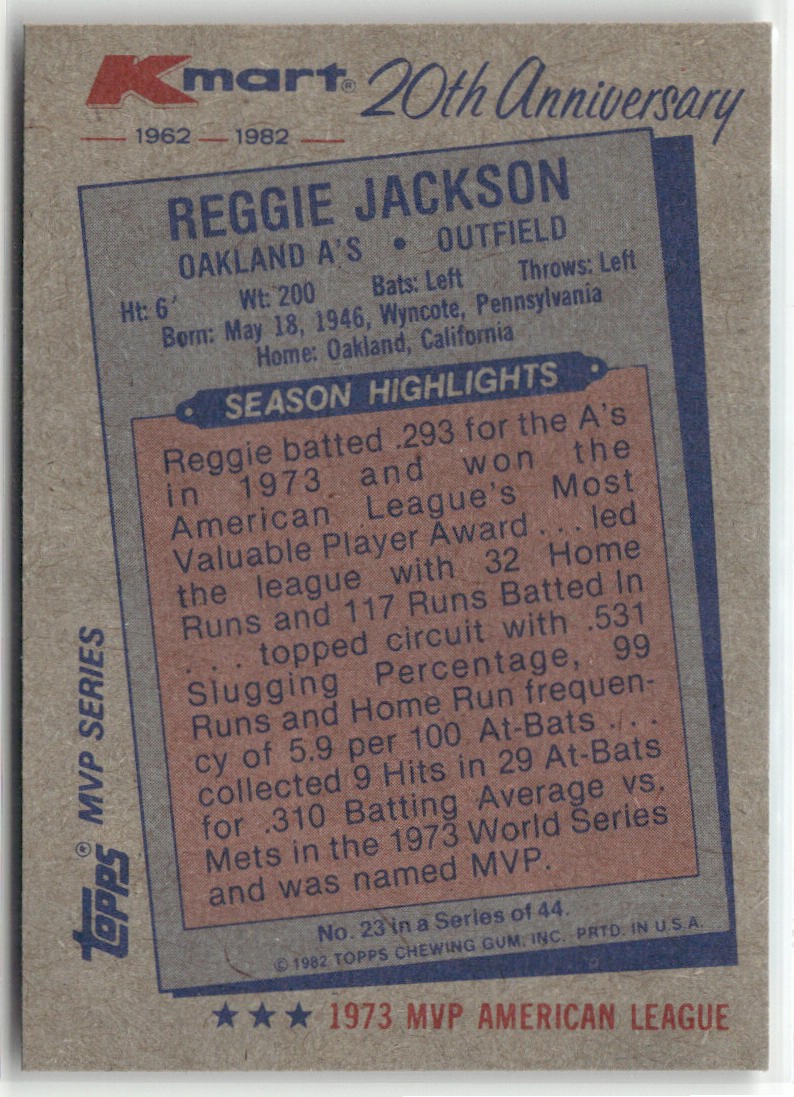 Kmart® 20th Anniversary
1962 — 1982
REGGIE JACKSON
OAKLAND A'S • OUTFIELD
Ht: 6' Wt: 200 Bats: Left Throws: Left
Born: May 18, 1946, Wyncote, Pennsylvania
Home: Oakland, California
SEASON HIGHLIGHTS
Reggie batted .293 for the A's
in 1973 and won the
American League's Most
Valuable Player Award . . . led
the league with 32 Home
Runs and 117 Runs Batted In
. . . topped circuit with .531
Slugging Percentage, 99
Runs and Home Run frequen-
cy of 5.9 per 100 At-Bats . . .
collected 9 Hits in 29 At-Bats
for .310 Batting Average vs.
Mets in the 1973 World Series
and was named MVP.
No. 23 in a Series of 44.
© 1982 TOPPS CHEWING GUM, INC. PRTD. IN U.S.A.
TOPPS® MVP SERIES
★★★ 1973 MVP AMERICAN LEAGUE